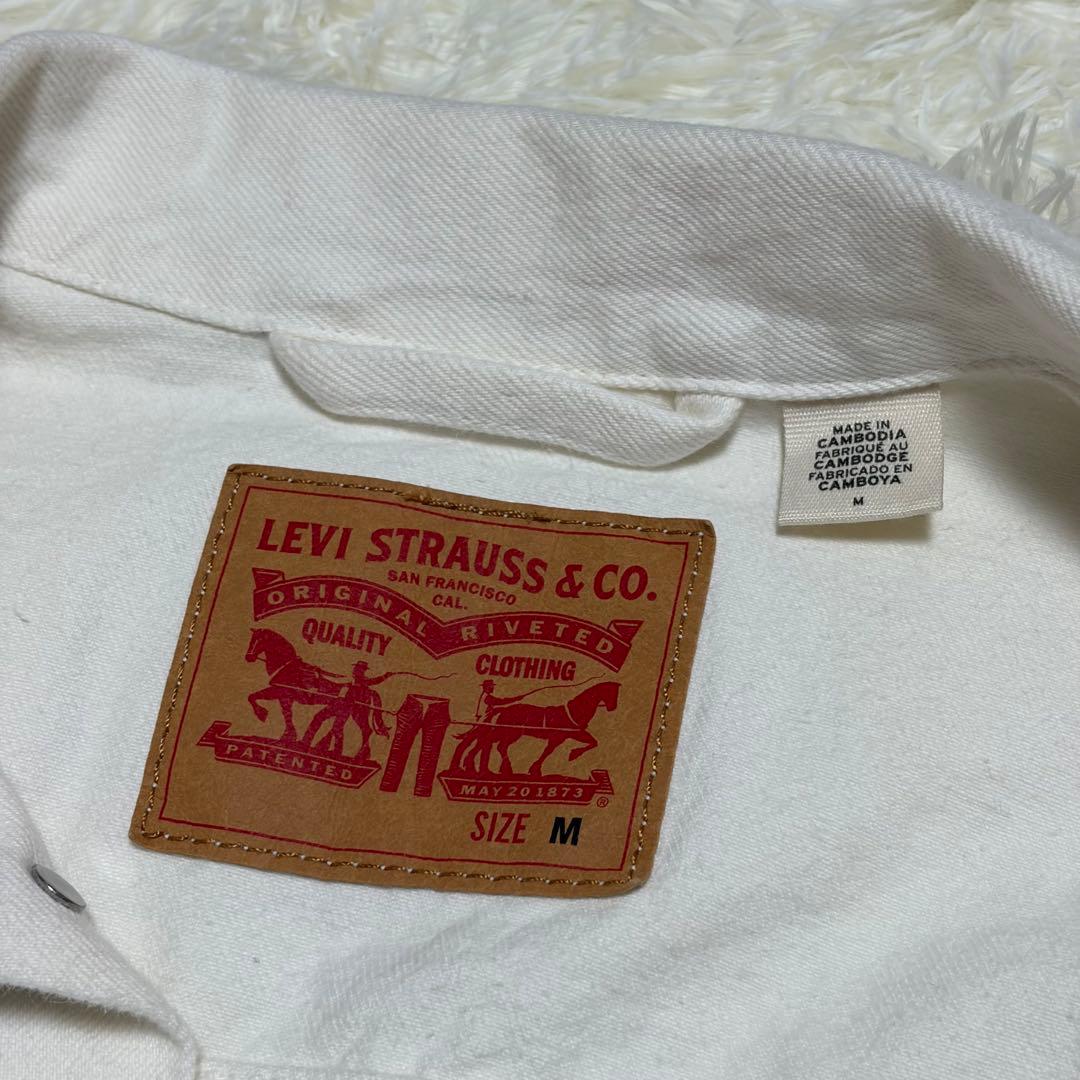 MADE IN
CAMBODIA
FABRIQUÉ AU
CAMBODGE
FABRICADO EN
CAMBOYA
M
LEVI STRAUSS & CO.
SAN FRANCISCO
CAL.
ORIGINAL RIVETED
QUALITY CLOTHING
PATENTED MAY 20 1873 ®
SIZE M